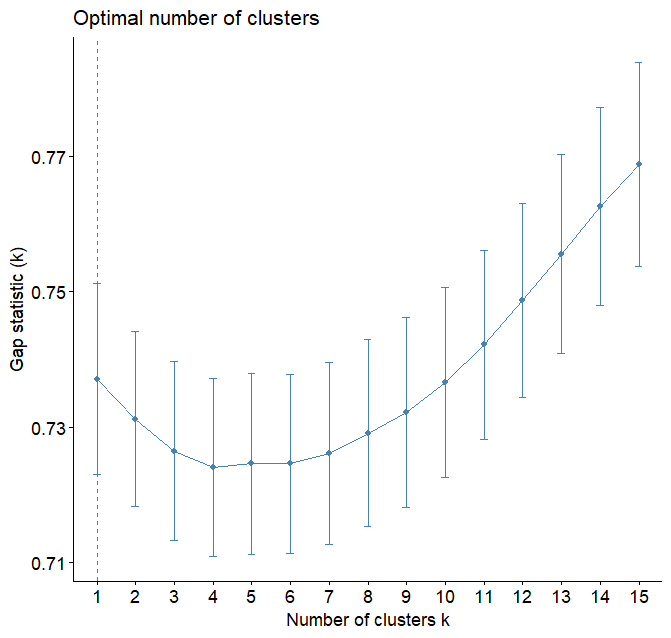 Optimal number of clusters
Gap statistic (k)
0.77
0.75
0.73
0.71
1 2 3 4 5 6 7 8 9 10 11 12 13 14 15
Number of clusters k